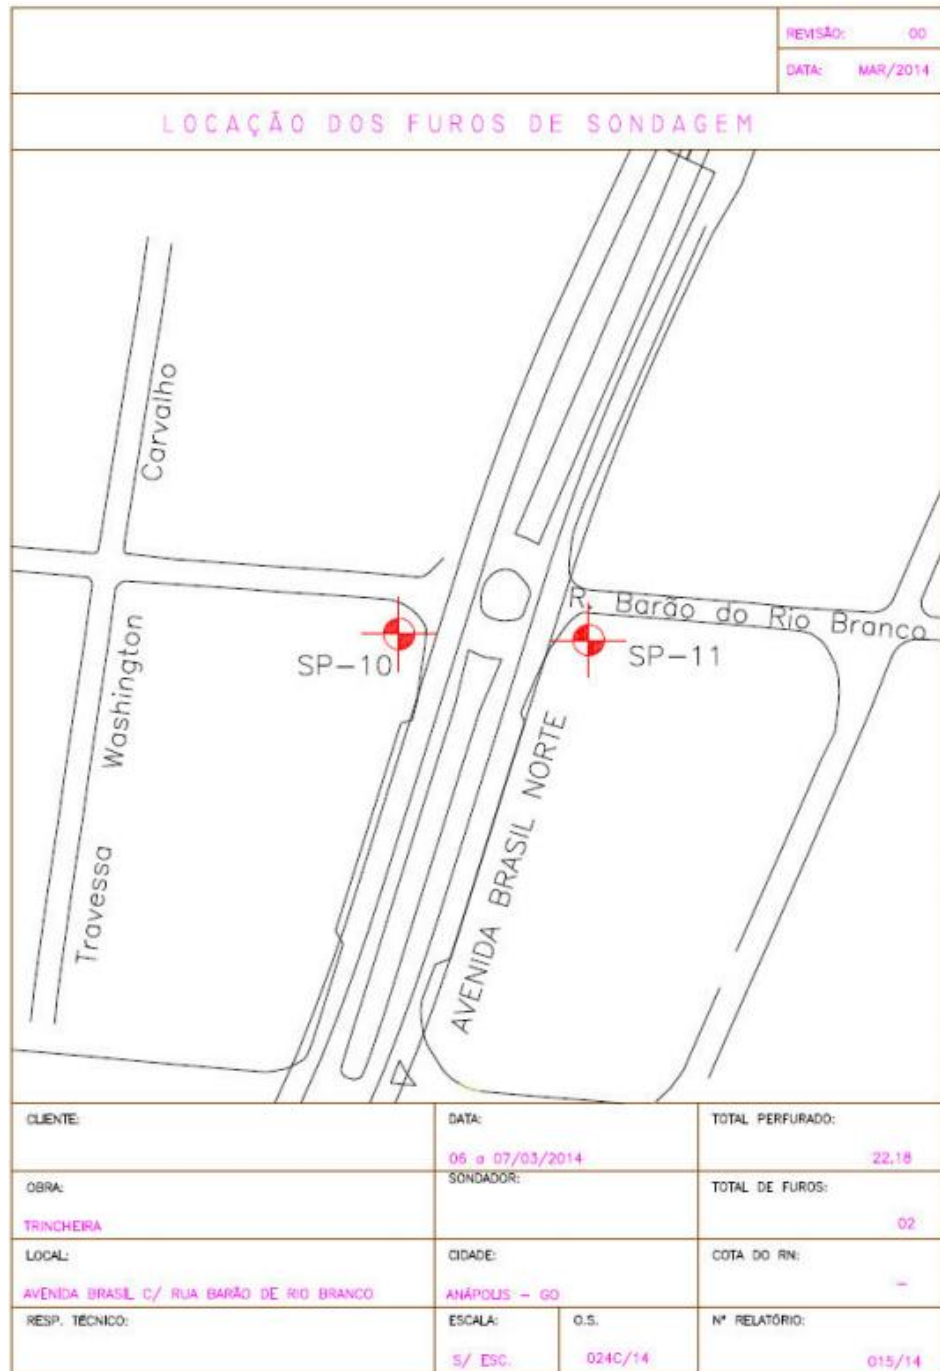 REVISÃO: 00
DATA: MAR/2014
LOCAÇÃO DOS FUROS DE SONDAGEM
Carvalho
R. Barão do Rio Branco
SP-10
SP-11
Washington
AVENIDA BRASIL NORTE
Travessa
CLIENTE:
DATA:
TOTAL PERFURADO:
06 a 07/03/2014
22,18
OBRA:
SONDADOR:
TOTAL DE FUROS:
TRINCHEIRA
02
LOCAL:
CIDADE:
COTA DO RN:
AVENIDA BRASIL C/ RUA BARÃO DE RIO BRANCO
ANÁPOLIS - GO
-
RESP. TÉCNICO:
ESCALA:
O.S.
Nº RELATÓRIO:
S/ ESC.
024C/14
015/14